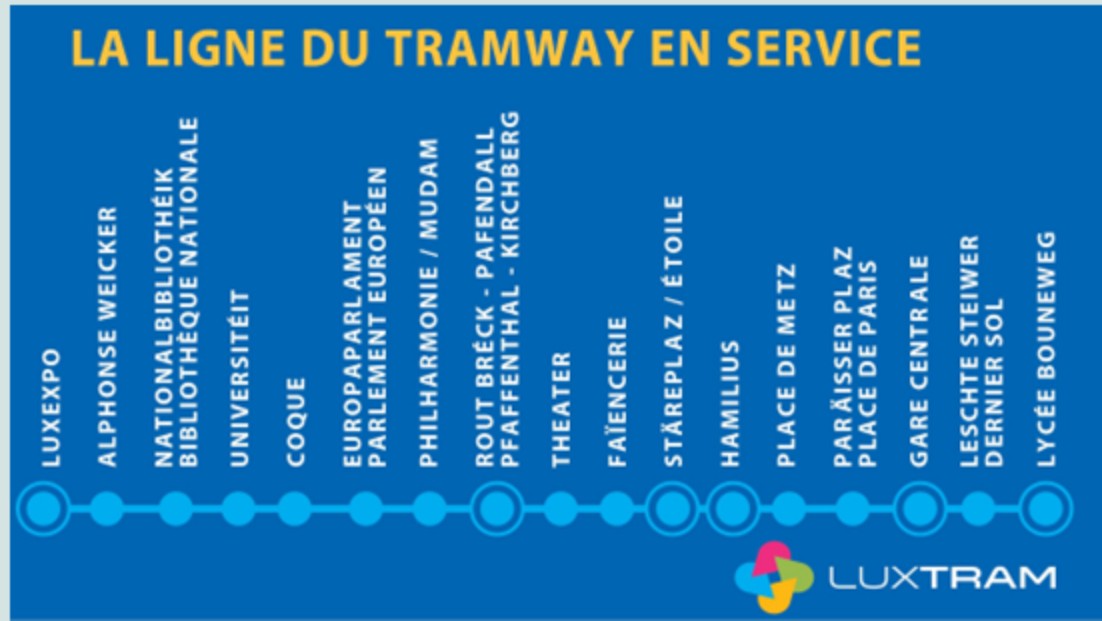 LA LIGNE DU TRAMWAY EN SERVICE
LUXEXPO
ALPHONSE WEICKER
NATIONALBIBLIOTHÉIK
BIBLIOTHÈQUE NATIONALE
UNIVERSITÉIT
COQUE
EUROPAPARLAMENT
PARLEMENT EUROPÉEN
PHILHARMONIE / MUDAM
ROUT BRÉCK - PAFENDALL
PFAFFENTHAL - KIRCHBERG
THEATER
FAÏENCERIE
STÄREPLAZ / ÉTOILE
HAMILIUS
PLACE DE METZ
PARÄISSER PLAZ
PLACE DE PARIS
GARE CENTRALE
LESCHTE STEIWER
DERNIER SOL
LYCÉE BOUNEWEG
LUXTRAM